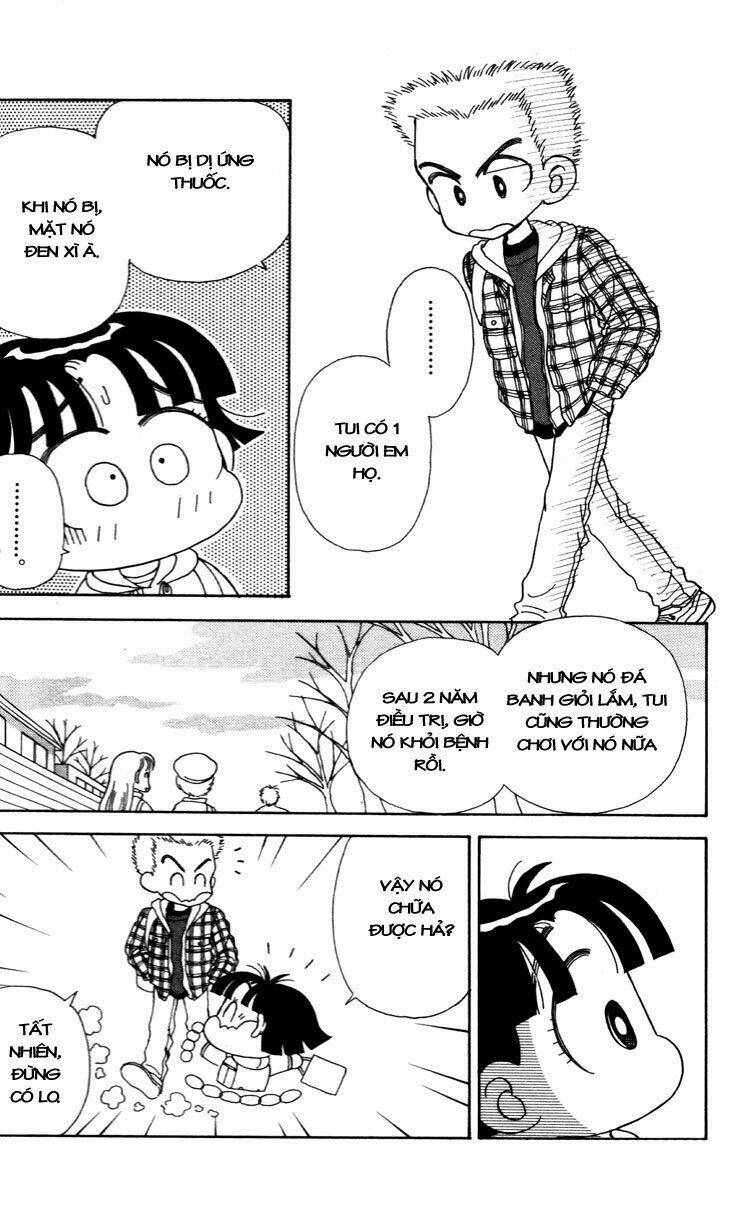 .........
TUI CÓ 1
NGƯỜI EM
HỌ.
NÓ BỊ DỊ ỨNG
THUỐC.
KHI NÓ BỊ,
MẶT NÓ
ĐEN XÌ À.
.......
NHƯNG NÓ ĐÁ
BANH GIỎI LẮM, TUI
CŨNG THƯỜNG
CHƠI VỚI NÓ NỮA
SAU 2 NĂM
ĐIỀU TRỊ, GIỜ
NÓ KHỎI BỆNH
RỒI.
VẬY NÓ
CHỮA
ĐƯỢC HẢ?
TẤT
NHIÊN,
ĐỪNG
CÓ LO.